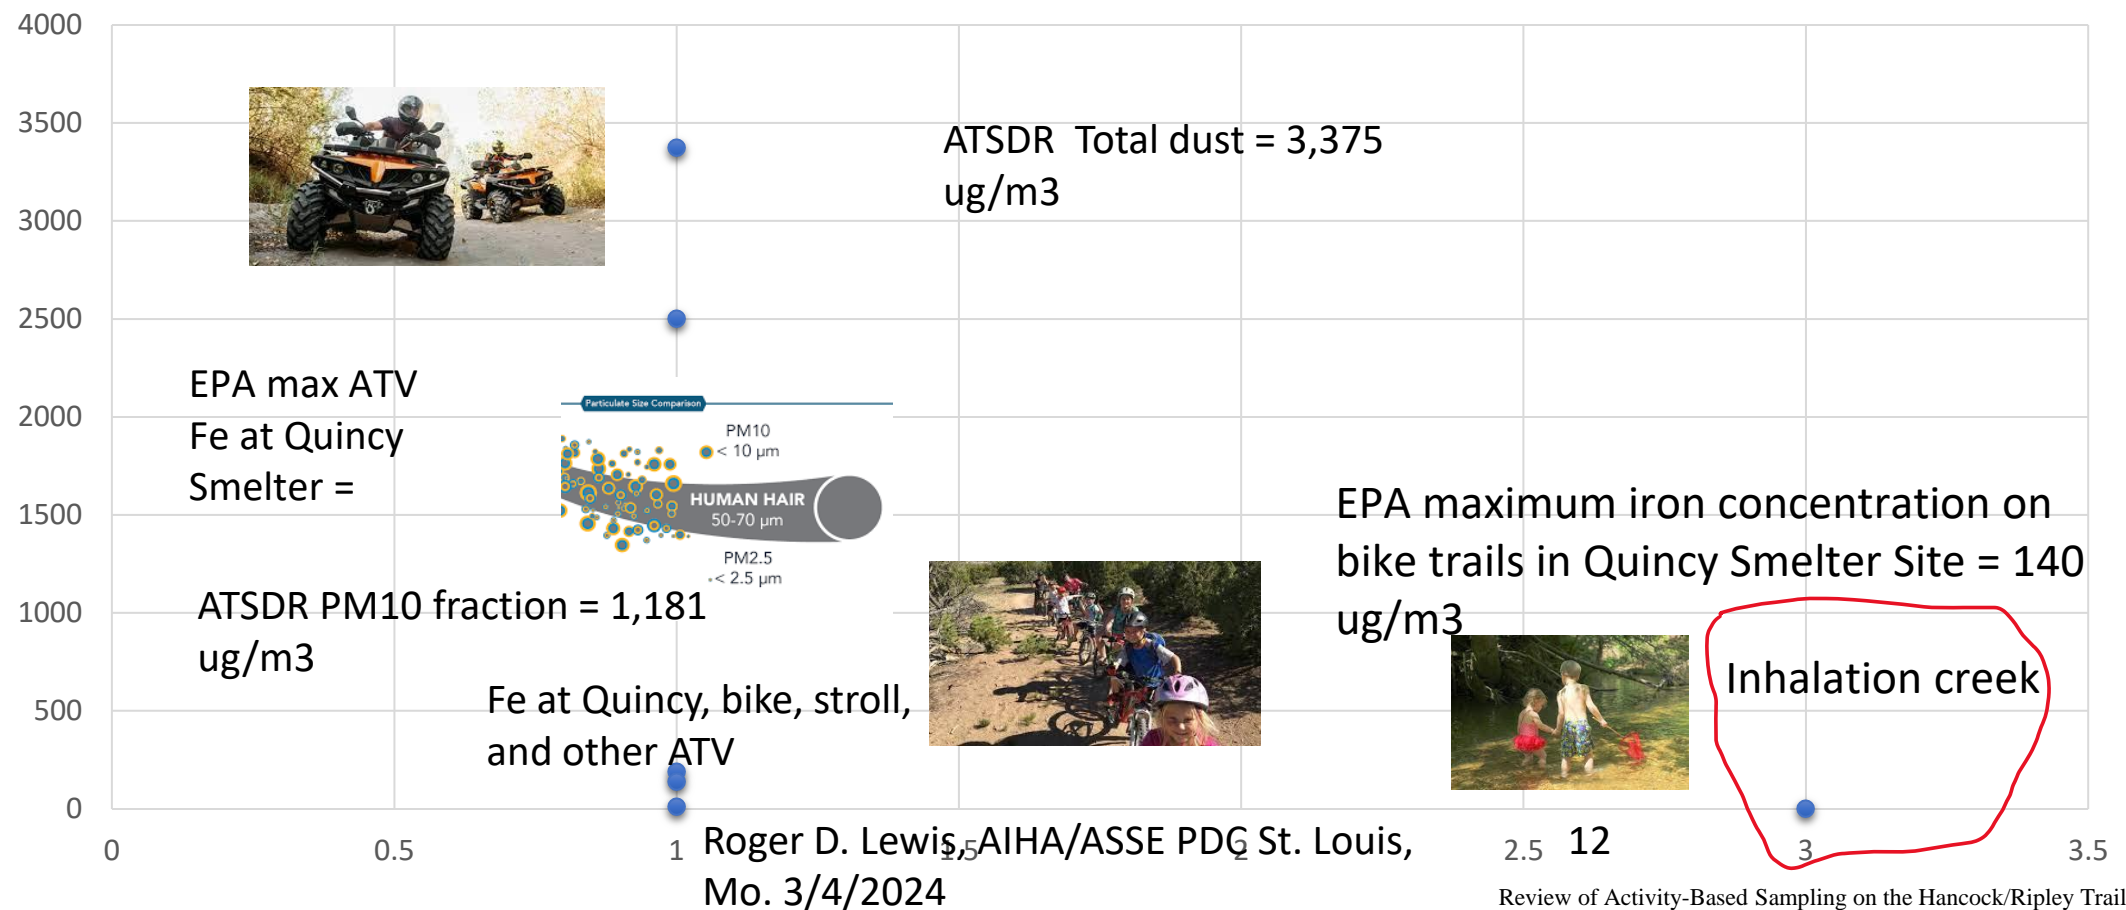 4000
3500
3000
2500
2000
1500
1000
500
0
0
0.5
1
1.5
2
2.5
3
3.5
ATSDR Total dust = 3,375
ug/m3
EPA max ATV
Fe at Quincy
Smelter =
Particulate Size Comparison
PM10
< 10 µm
HUMAN HAIR
50-70 µm
PM2.5
< 2.5 µm
ATSDR PM10 fraction = 1,181
ug/m3
Fe at Quincy, bike, stroll,
and other ATV
EPA maximum iron concentration on
bike trails in Quincy Smelter Site = 140
ug/m3
Inhalation creek
Roger D. Lewis, AIHA/ASSE PDC St. Louis,
Mo. 3/4/2024
12
Review of Activity-Based Sampling on the Hancock/Ripley Trail